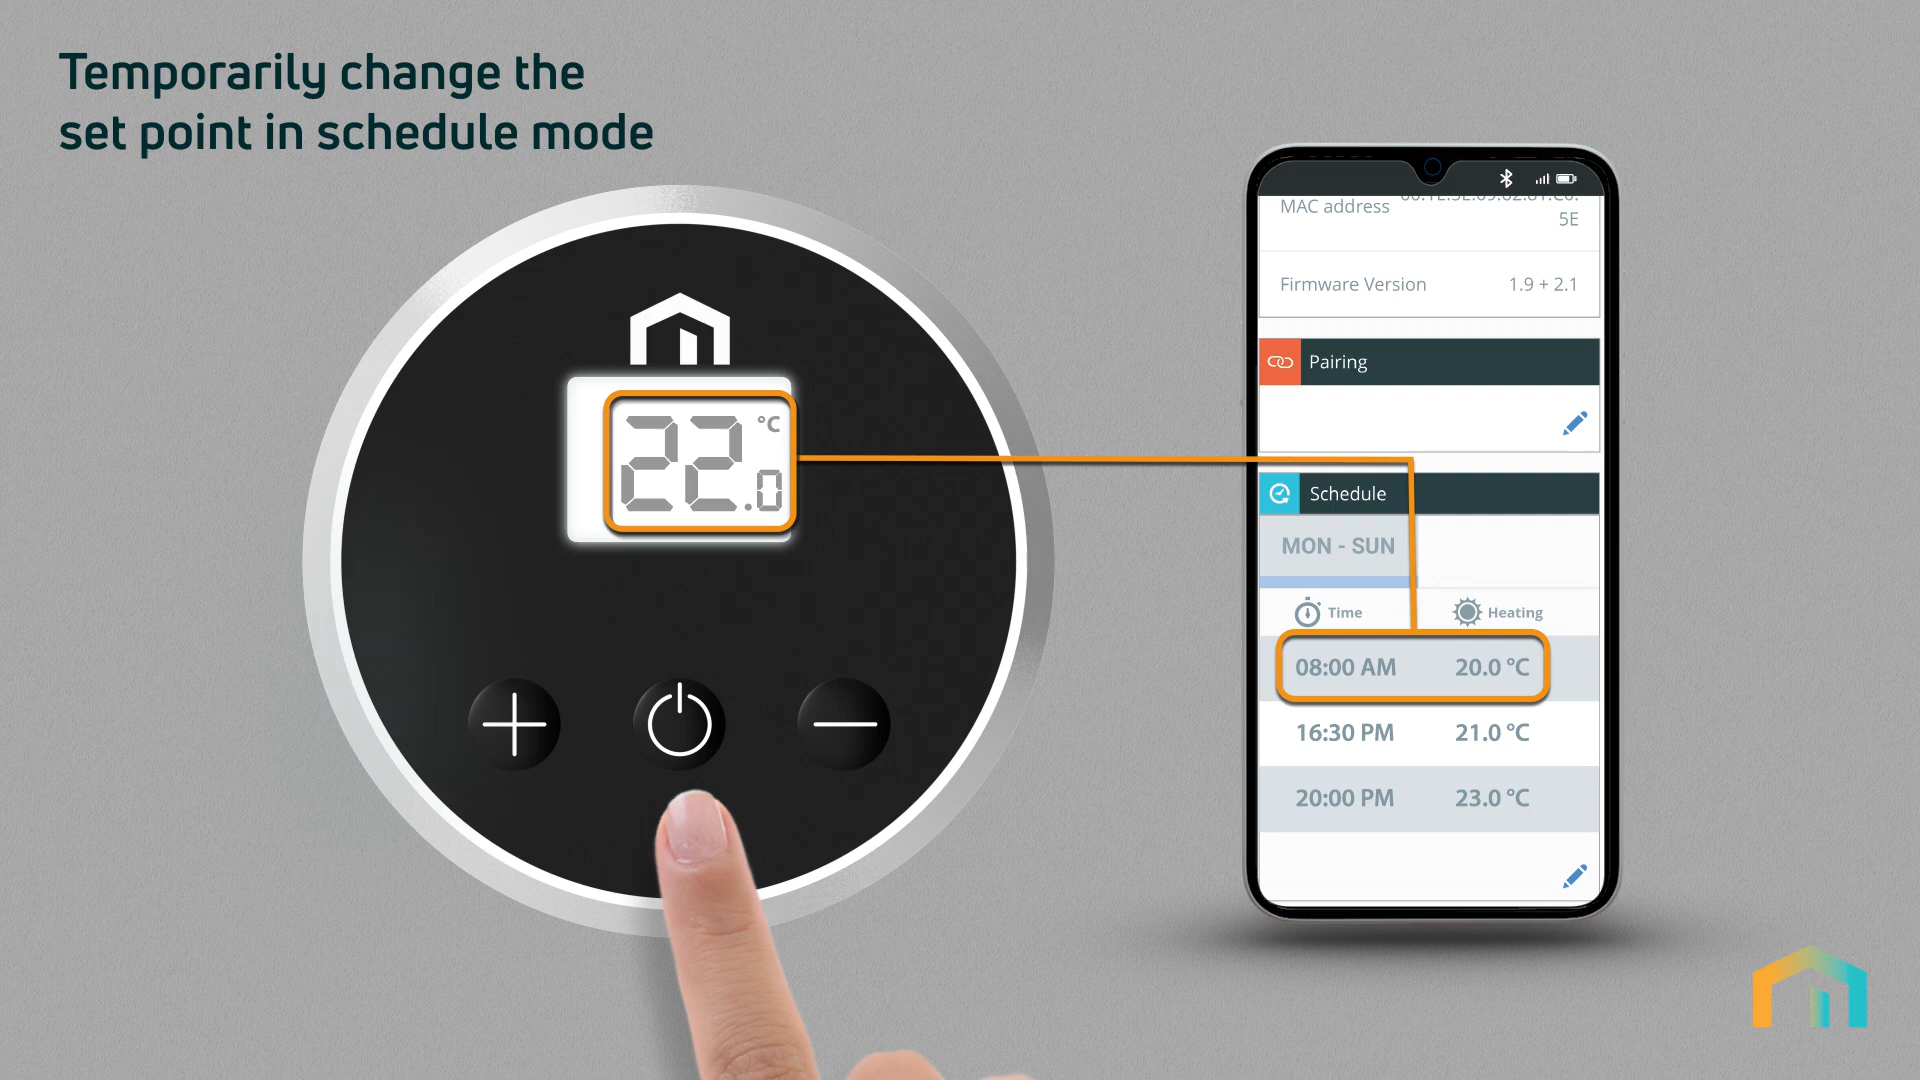 Temporarily change the
set point in schedule mode
22.0 °C
MAC address
5E
Firmware Version 1.9 + 2.1
Pairing
Schedule
MON - SUN
Time Heating
08:00 AM 20.0 °C
16:30 PM 21.0 °C
20:00 PM 23.0 °C